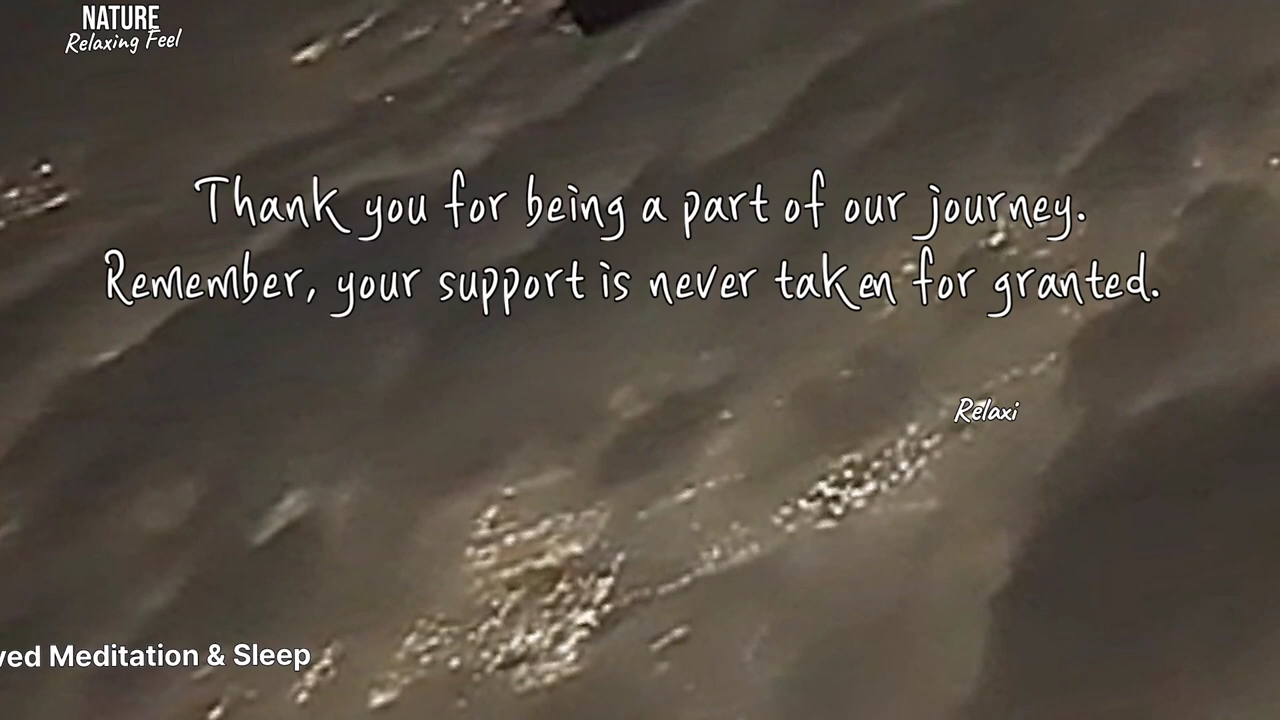 NATURE
Relaxing Feel
Thank you for being a part of our journey.
Remember, your support is never taken for granted.
Relaxi
Meditation & Sleep